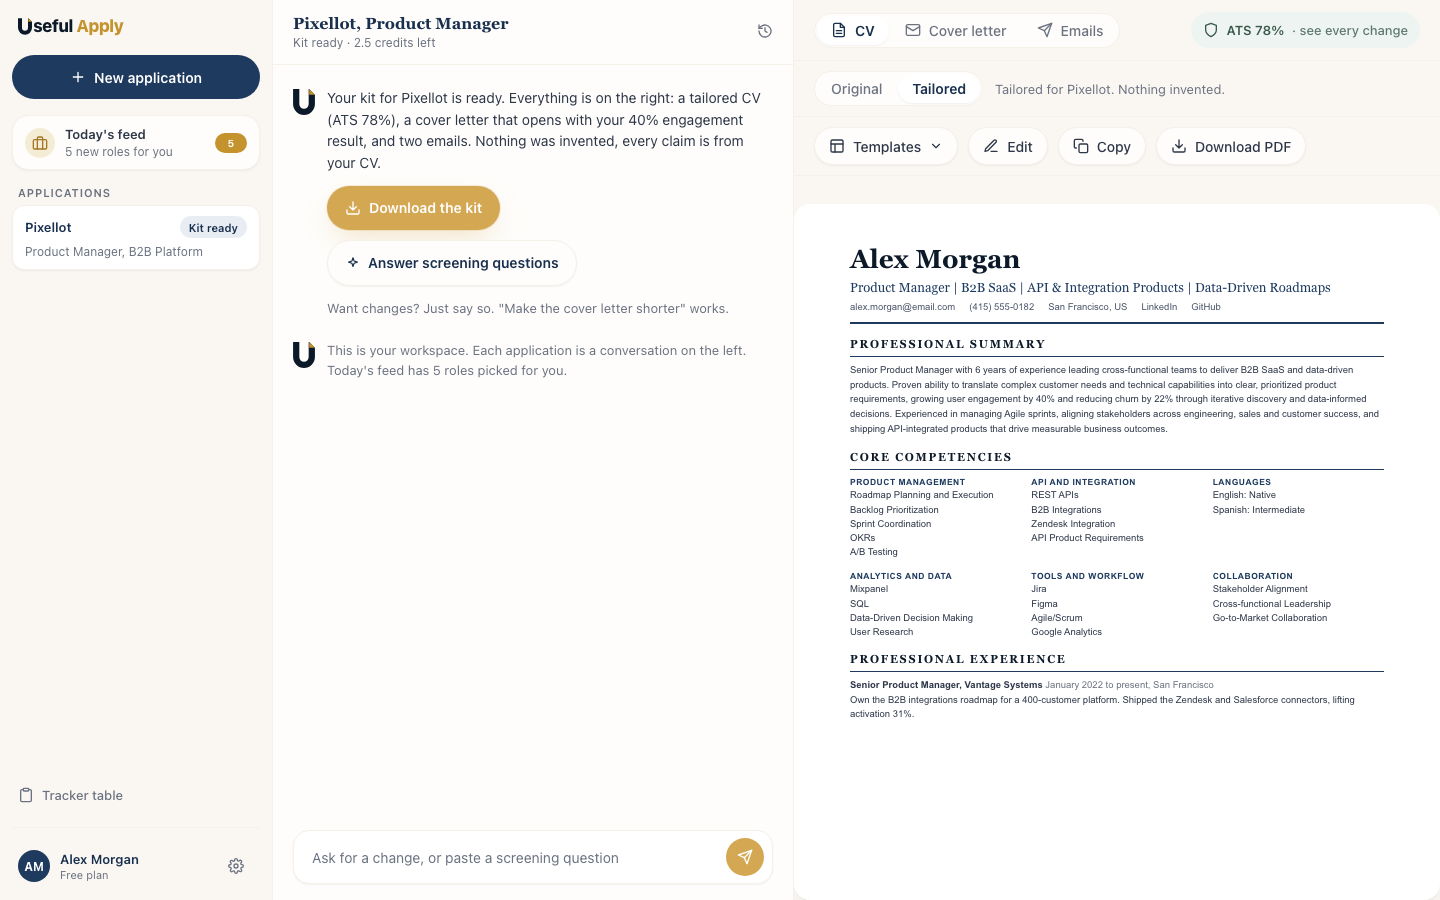 Useful Apply
New application
Today's feed
5 new roles for you
5
APPLICATIONS
Pixellot
Kit ready
Product Manager, B2B Platform
Tracker table
AM
Alex Morgan
Free plan
Pixellot, Product Manager
Kit ready · 2.5 credits left
Your kit for Pixellot is ready. Everything is on the right: a tailored CV
(ATS 78%), a cover letter that opens with your 40% engagement
result, and two emails. Nothing was invented, every claim is from
your CV.
Download the kit
Answer screening questions
Want changes? Just say so. "Make the cover letter shorter" works.
This is your workspace. Each application is a conversation on the left.
Today's feed has 5 roles picked for you.
Ask for a change, or paste a screening question
CV
Cover letter
Emails
ATS 78% · see every change
Original
Tailored
Tailored for Pixellot. Nothing invented.
Templates
Edit
Copy
Download PDF
Alex Morgan
Product Manager | B2B SaaS | API & Integration Products | Data-Driven Roadmaps
alex.morgan@email.com (415) 555-0182 San Francisco, US LinkedIn GitHub
PROFESSIONAL SUMMARY
Senior Product Manager with 6 years of experience leading cross-functional teams to deliver B2B SaaS and data-driven
products. Proven ability to translate complex customer needs and technical capabilities into clear, prioritized product
requirements, growing user engagement by 40% and reducing churn by 22% through iterative discovery and data-informed
decisions. Experienced in managing Agile sprints, aligning stakeholders across engineering, sales and customer success, and
shipping API-integrated products that drive measurable business outcomes.
CORE COMPETENCIES
PRODUCT MANAGEMENT
Roadmap Planning and Execution
Backlog Prioritization
Sprint Coordination
OKRs
A/B Testing
API AND INTEGRATION
REST APIs
B2B Integrations
Zendesk Integration
API Product Requirements
LANGUAGES
English: Native
Spanish: Intermediate
ANALYTICS AND DATA
Mixpanel
SQL
Data-Driven Decision Making
User Research
TOOLS AND WORKFLOW
Jira
Figma
Agile/Scrum
Google Analytics
COLLABORATION
Stakeholder Alignment
Cross-functional Leadership
Go-to-Market Collaboration
PROFESSIONAL EXPERIENCE
Senior Product Manager, Vantage Systems January 2022 to present, San Francisco
Own the B2B integrations roadmap for a 400-customer platform. Shipped the Zendesk and Salesforce connectors, lifting
activation 31%.